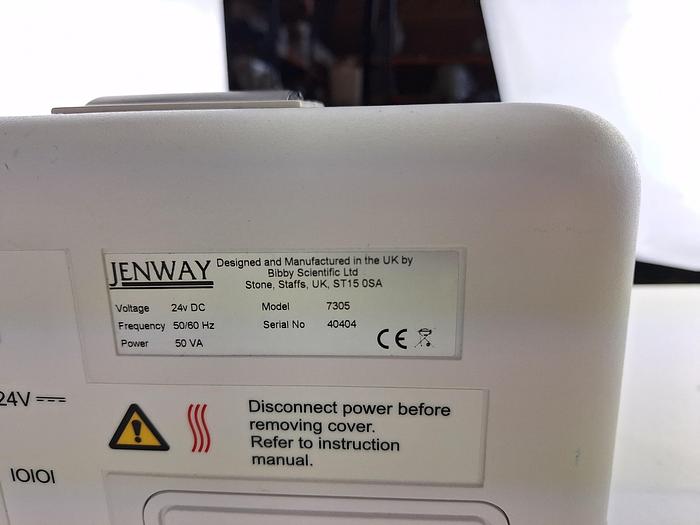 JENWAY
Designed and Manufactured in the UK by
Bibby Scientific Ltd
Stone, Staffs, UK, ST15 0SA
Voltage 24v DC Model 7305
Frequency 50/60 Hz Serial No 40404
Power 50 VA
CE
24V
Disconnect power before
removing cover.
Refer to instruction
manual.
IOIOI